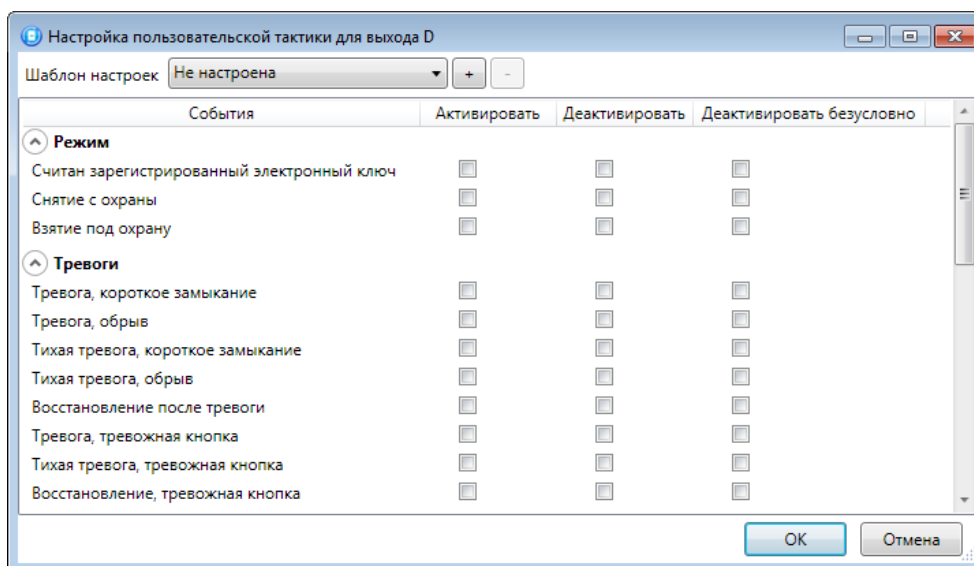 Настройка пользовательской тактики для выхода D
Шаблон настроек Не настроена + -
События Активировать Деактивировать Деактивировать безусловно
Режим
Считан зарегистрированный электронный ключ
Снятие с охраны
Взятие под охрану
Тревоги
Тревога, короткое замыкание
Тревога, обрыв
Тихая тревога, короткое замыкание
Тихая тревога, обрыв
Восстановление после тревоги
Тревога, тревожная кнопка
Тихая тревога, тревожная кнопка
Восстановление, тревожная кнопка
OK Отмена